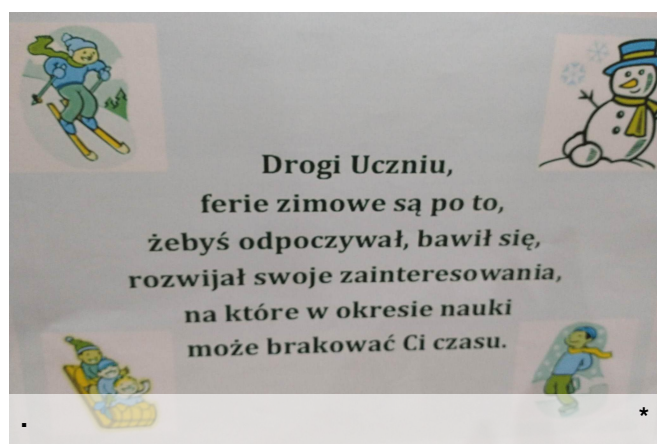 Drogi Uczniu,
ferie zimowe są po to,
żebyś odpoczywał, bawił się,
rozwijał swoje zainteresowania,
na które w okresie nauki
może brakować Ci czasu.
. *